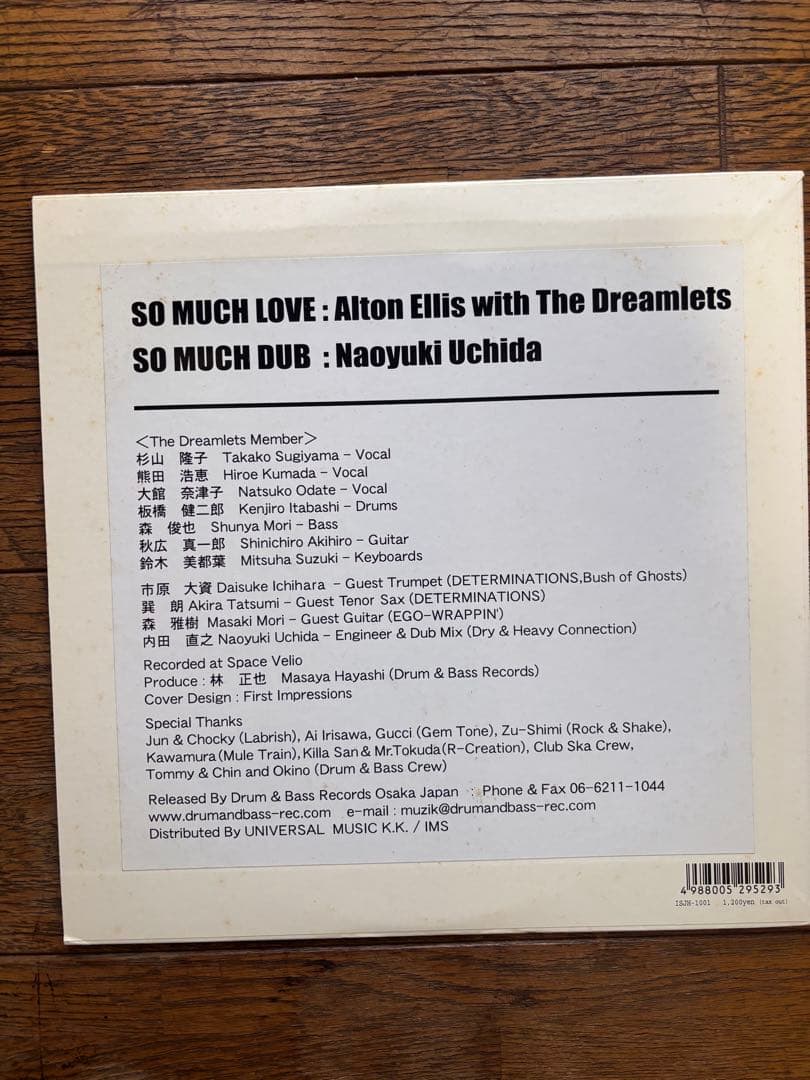 SO MUCH LOVE : Alton Ellis with The Dreamlets
SO MUCH DUB : Naoyuki Uchida
＜The Dreamlets Member＞
杉山　隆子　Takako Sugiyama – Vocal
熊田　浩恵　Hiroe Kumada – Vocal
大館　奈津子　Natsuko Odate – Vocal
板橋　健二郎　Kenjiro Itabashi – Drums
森　俊也　Shunya Mori – Bass
秋広　真一郎　Shinichiro Akihiro – Guitar
鈴木　美都葉　Mitsuha Suzuki – Keyboards
市原　大資 Daisuke Ichihara – Guest Trumpet (DETERMINATIONS,Bush of Ghosts)
巽　朗 Akira Tatsumi – Guest Tenor Sax (DETERMINATIONS)
森　雅樹　Masaki Mori – Guest Guitar (EGO-WRAPPIN')
内田　直之 Naoyuki Uchida – Engineer & Dub Mix (Dry & Heavy Connection)
Recorded at Space Velio
Produce : 林　正也　Masaya Hayashi (Drum & Bass Records)
Cover Design : First Impressions
Special Thanks
Jun & Chocky (Labrish), Ai Irisawa, Gucci (Gem Tone), Zu-Shimi (Rock & Shake),
Kawamura(Mule Train), Killa San & Mr.Tokuda(R-Creation), Club Ska Crew,
Tommy & Chin and Okino (Drum & Bass Crew)
Released By Drum & Bass Records Osaka Japan　:　Phone & Fax 06-6211-1044
www.drumandbass-rec.com　e-mail : muzik@drumandbass-rec.com
Distributed By UNIVERSAL MUSIC K.K. / IMS
4 988005 295293
ISJH-1001　1,200yen (tax out)